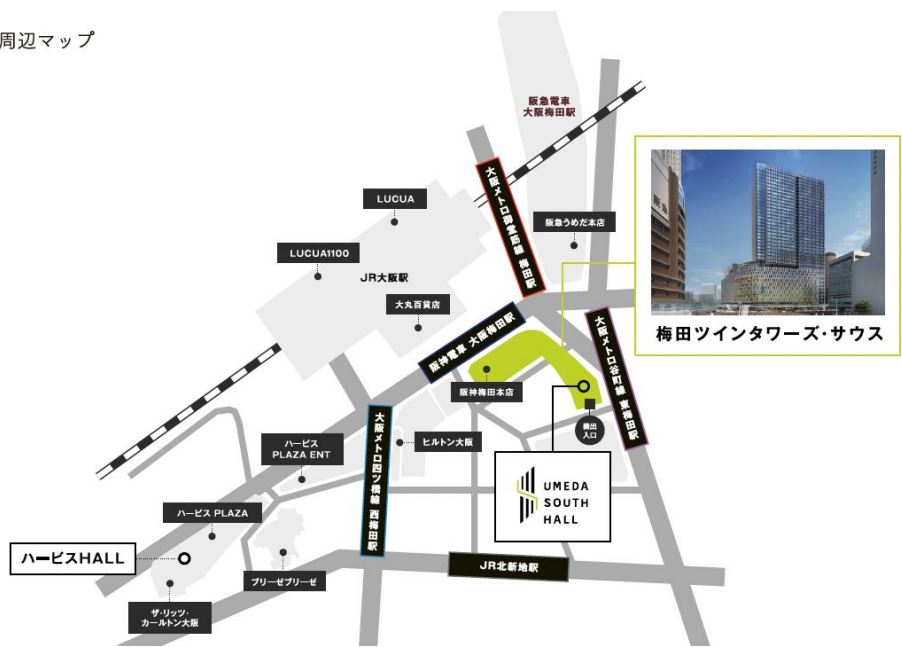 周辺マップ
阪急電車
大阪梅田駅
大阪メトロ御堂筋線 梅田駅
LUCUA
阪急うめだ本店
LUCUA1100
JR大阪駅
大丸百貨店
梅田ツインタワーズ・サウス
阪神電車 大阪梅田駅
大阪メトロ谷町線 東梅田駅
阪神梅田本店
搬出
入口
大阪メトロ四ツ橋線 西梅田駅
ヒルトン大阪
ハービス
PLAZA ENT
UMEDA
SOUTH
HALL
ハービス PLAZA
ハービスHALL
ブリーゼブリーゼ
JR北新地駅
ザ・リッツ・
カールトン大阪